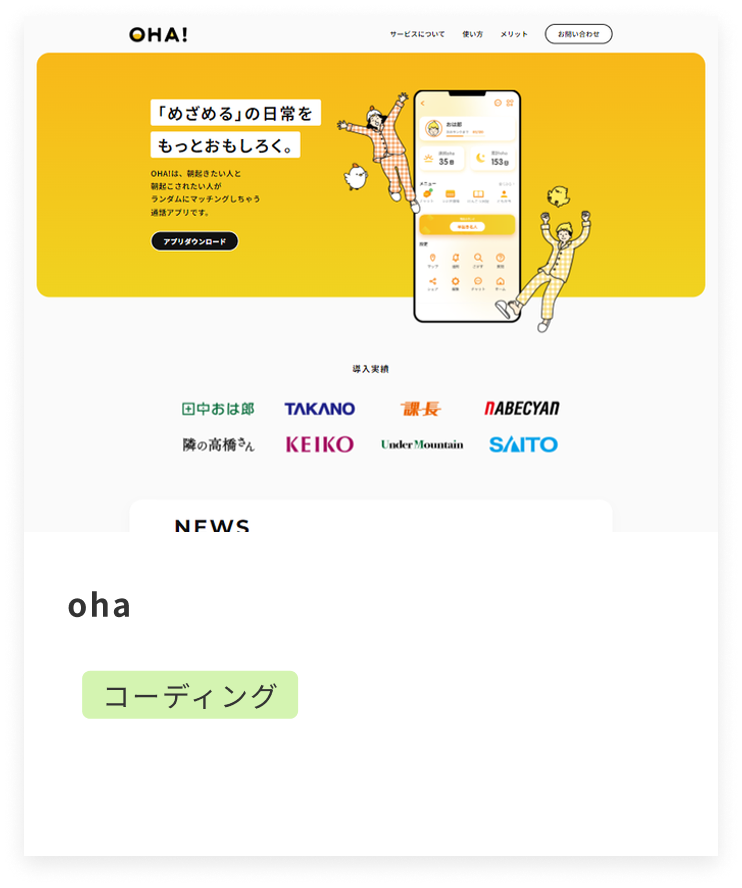 OHA!
サービスについて 使い方 メリット お問い合わせ
「めざめる」の日常を
もっとおもしろく。
OHA!は、朝起きたい人と
朝起こされたい人が
ランダムにマッチングしちゃう
通話アプリです。
アプリダウンロード
おは郎
35回
153回
メニュー
導入実績
田中おは郎 TAKANO 課長 NABECYAN
隣の高橋さん KEIKO Under Mountain SAITO
NEWS
oha
コーディング